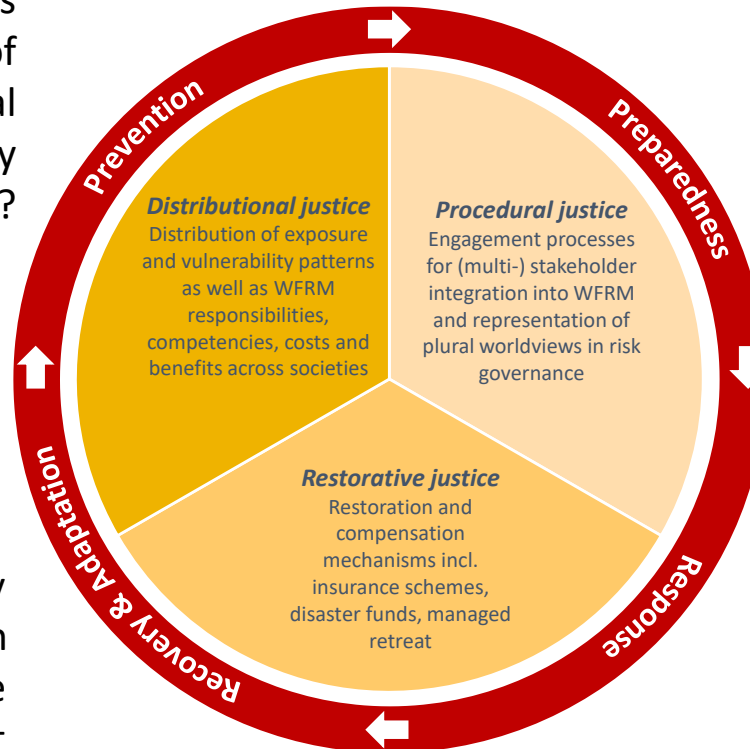 s
of
al
y
?
Prevention
Preparedness
Distributional justice
Distribution of exposure
and vulnerability patterns
as well as WFRM
responsibilities,
competencies, costs and
benefits across societies
Procedural justice
Engagement processes
for (multi-) stakeholder
integration into WFRM
and representation of
plural worldviews in risk
governance
Restorative justice
Restoration and
compensation
mechanisms incl.
insurance schemes,
disaster funds, managed
retreat
Recovery & Adaptation
Response
y
n
e